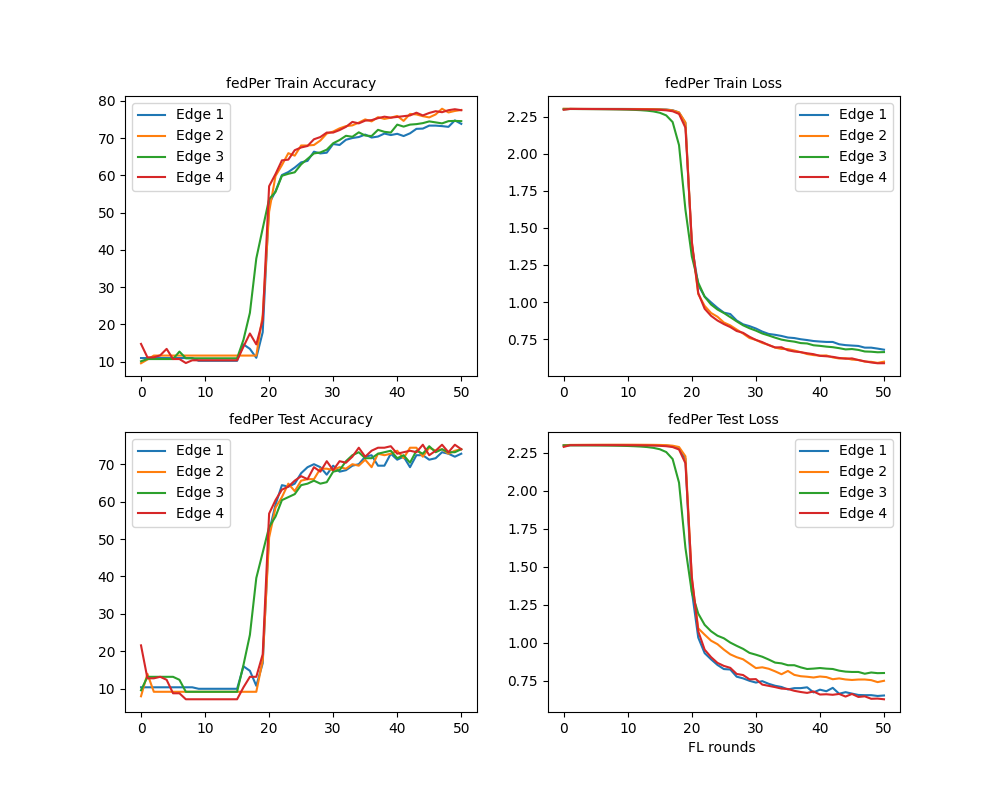 fedPer Train Accuracy
80
70
60
50
40
30
20
10
0 10 20 30 40 50
Edge 1
Edge 2
Edge 3
Edge 4
fedPer Train Loss
2.25
2.00
1.75
1.50
1.25
1.00
0.75
0 10 20 30 40 50
Edge 1
Edge 2
Edge 3
Edge 4
fedPer Test Accuracy
70
60
50
40
30
20
10
0 10 20 30 40 50
Edge 1
Edge 2
Edge 3
Edge 4
fedPer Test Loss
2.25
2.00
1.75
1.50
1.25
1.00
0.75
0 10 20 30 40 50
Edge 1
Edge 2
Edge 3
Edge 4
FL rounds